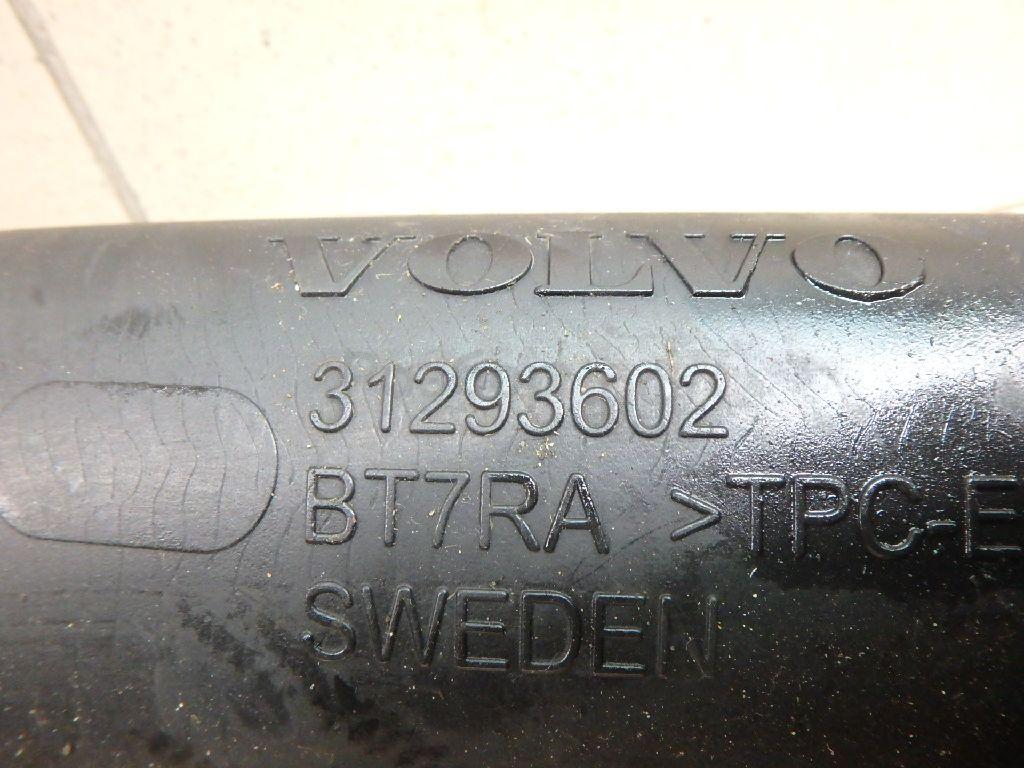 VOLVO
31293602
BT7RA >TPC-E
SWEDEN